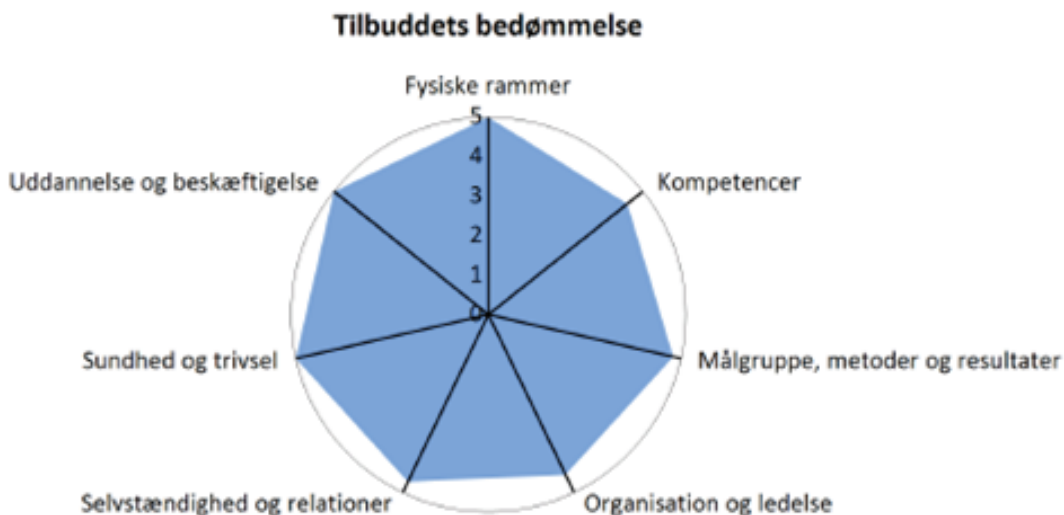 Tilbuddets bedømmelse
Fysiske rammer
5
4
Uddannelse og beskæftigelse
Kompetencer
3
2
1
0
Sundhed og trivsel
Målgruppe, metoder og resultater
Selvstændighed og relationer
Organisation og ledelse